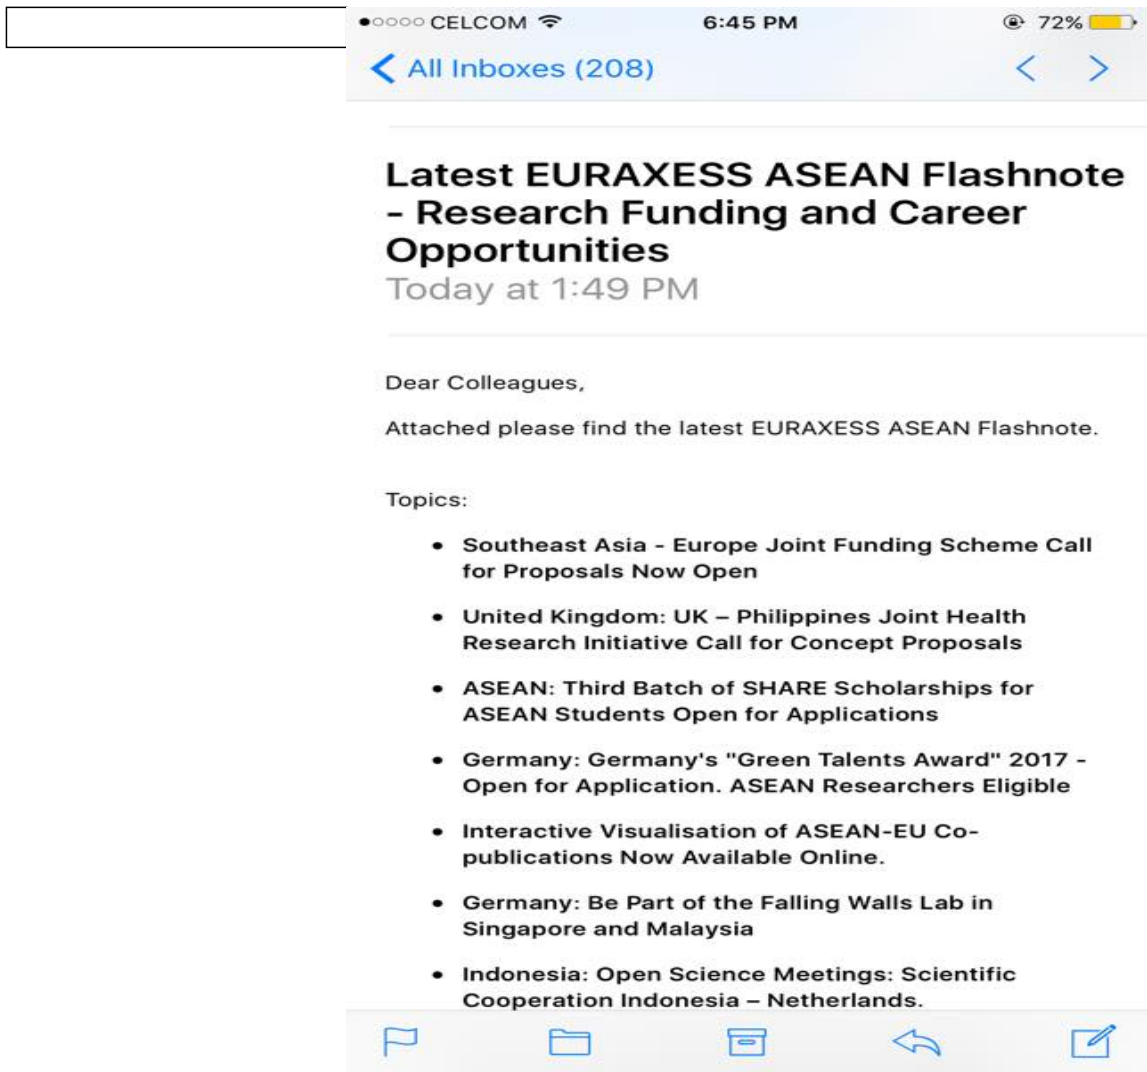 CELCOM 6:45 PM 72%
All Inboxes (208)
Latest EURAXESS ASEAN Flashnote
- Research Funding and Career
Opportunities
Today at 1:49 PM
Dear Colleagues,
Attached please find the latest EURAXESS ASEAN Flashnote.
Topics:
• Southeast Asia - Europe Joint Funding Scheme Call
for Proposals Now Open
• United Kingdom: UK – Philippines Joint Health
Research Initiative Call for Concept Proposals
• ASEAN: Third Batch of SHARE Scholarships for
ASEAN Students Open for Applications
• Germany: Germany's "Green Talents Award" 2017 -
Open for Application. ASEAN Researchers Eligible
• Interactive Visualisation of ASEAN-EU Co-
publications Now Available Online.
• Germany: Be Part of the Falling Walls Lab in
Singapore and Malaysia
• Indonesia: Open Science Meetings: Scientific
Cooperation Indonesia – Netherlands.